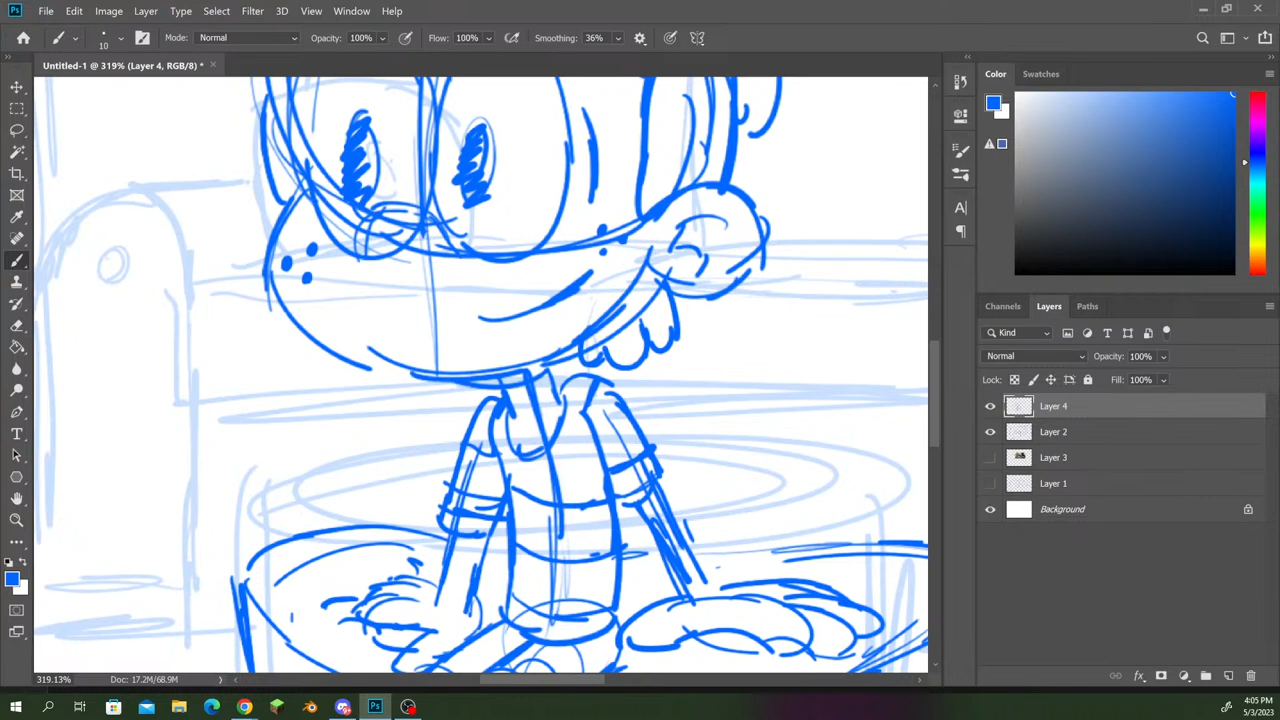 Ps File Edit Image Layer Type Select Filter 3D View Window Help
10 Mode: Normal Opacity: 100% Flow: 100% Smoothing: 36%
Untitled-1 @ 319% (Layer 4, RGB/8) *
Color Swatches
Channels Layers Paths
Kind
Normal Opacity: 100%
Lock: Fill: 100%
Layer 4
Layer 2
Layer 3
Layer 1
Background
319.13% Doc: 17.2M/68.9M
4:05 PM
5/3/2023